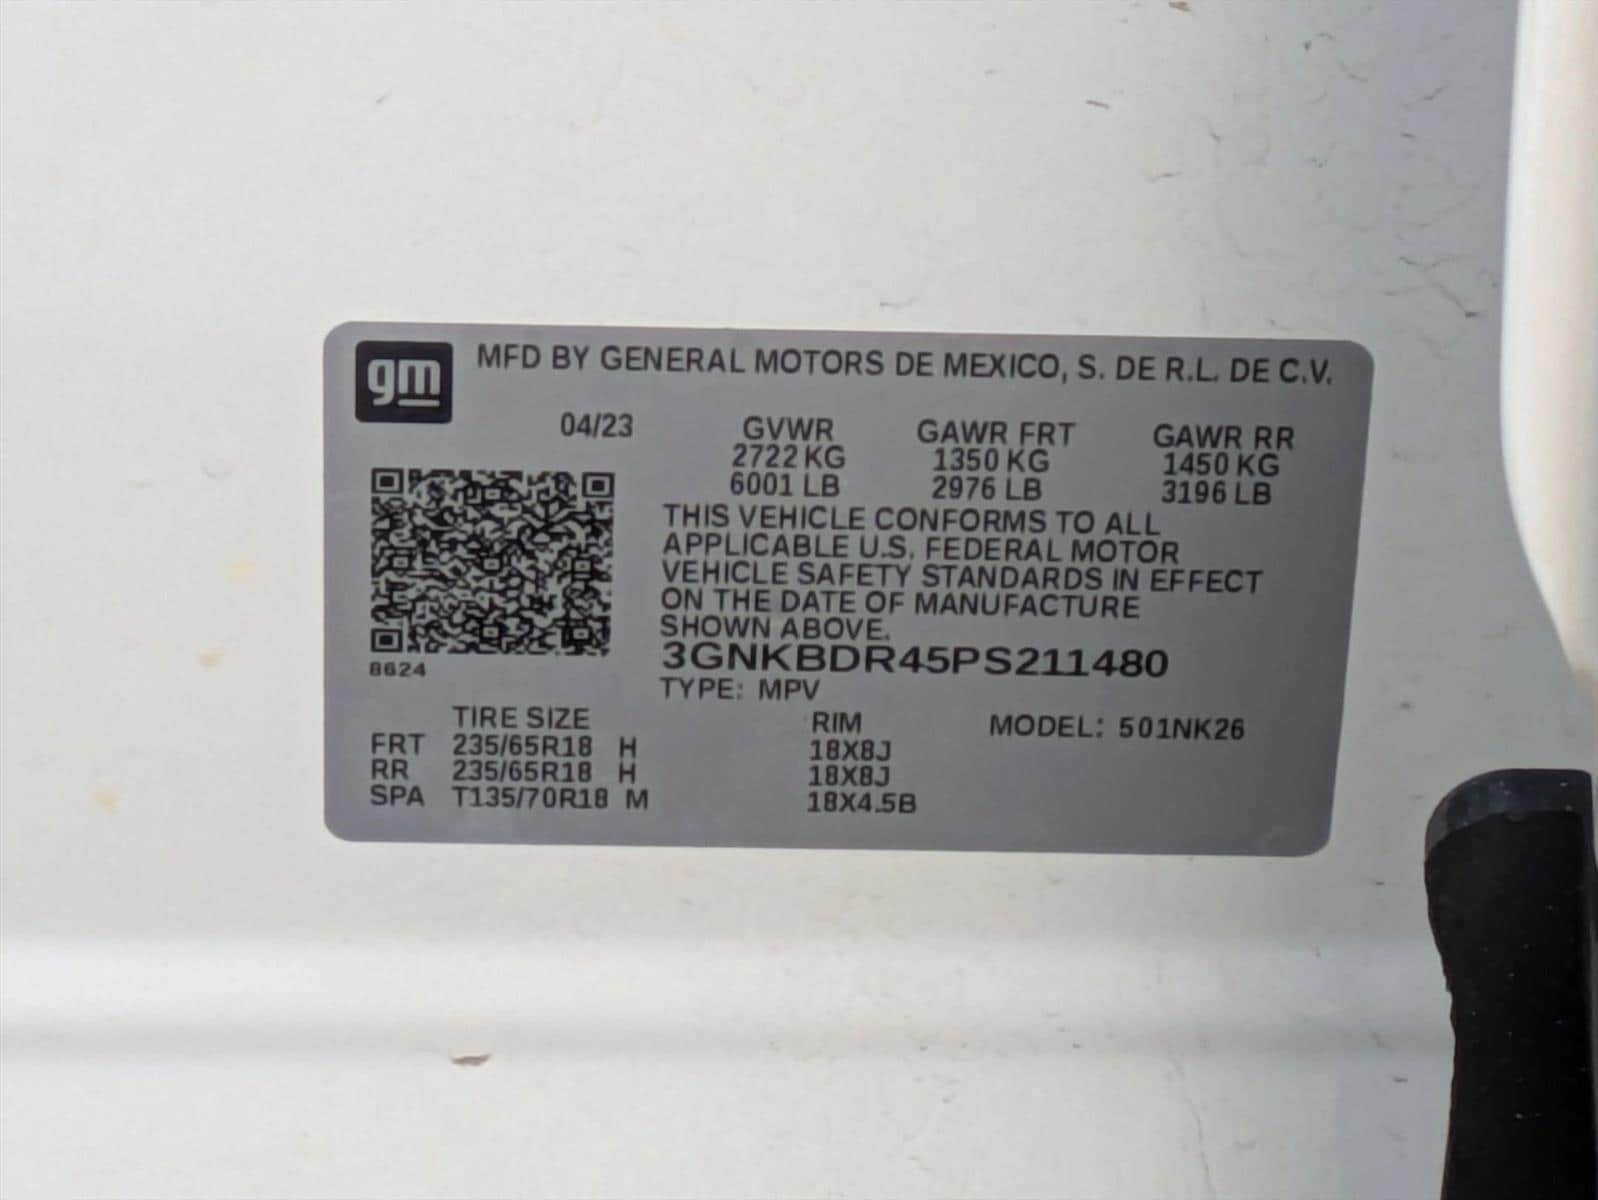 gm MFD BY GENERAL MOTORS DE MEXICO, S. DE R.L. DE C.V.
04/23 GVWR GAWR FRT GAWR RR
2722 KG 1350 KG 1450 KG
6001 LB 2976 LB 3196 LB
THIS VEHICLE CONFORMS TO ALL
APPLICABLE U.S. FEDERAL MOTOR
VEHICLE SAFETY STANDARDS IN EFFECT
ON THE DATE OF MANUFACTURE
SHOWN ABOVE.
8624
3GNKBDR45PS211480
TYPE: MPV
TIRE SIZE RIM MODEL: 501NK26
FRT 235/65R18 H 18X8J
RR 235/65R18 H 18X8J
SPA T135/70R18 M 18X4.5B